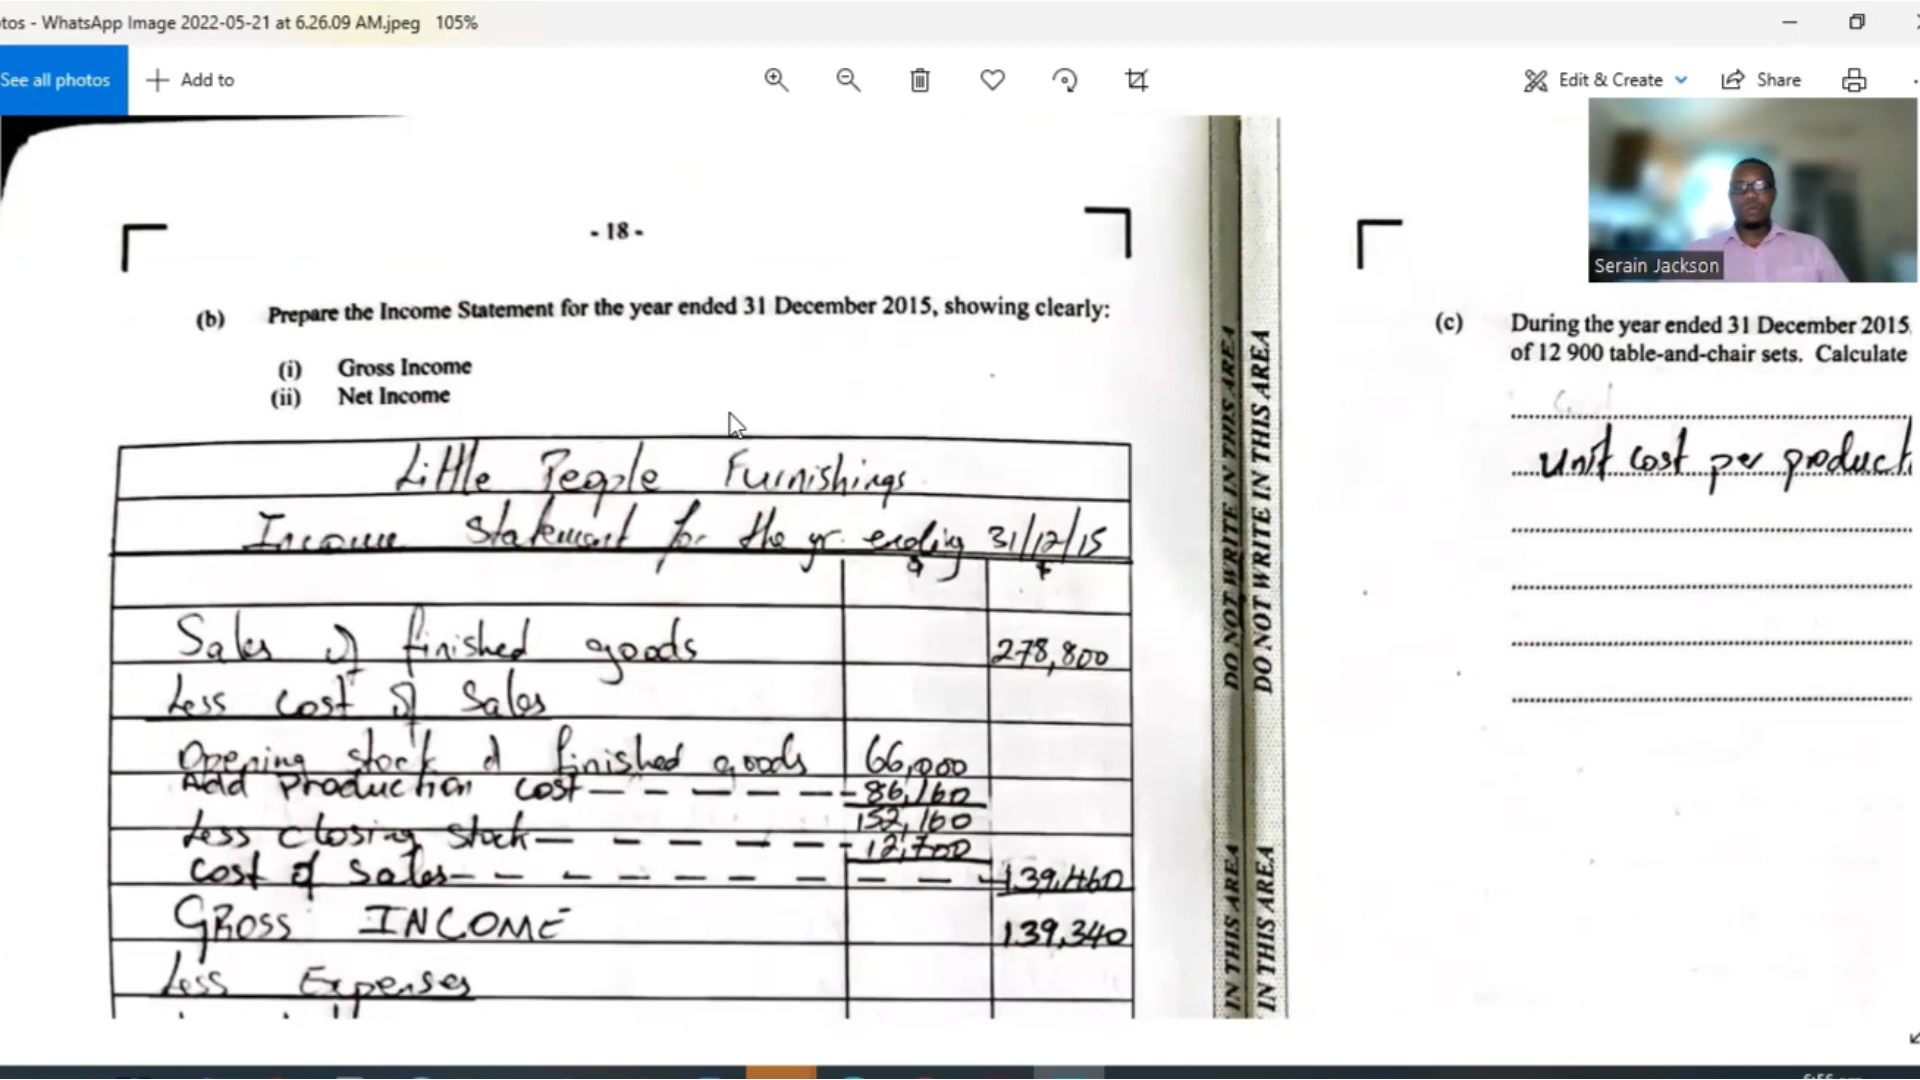 tos - WhatsApp Image 2022-05-21 at 6.26.09 AM.jpeg 105%
See all photos
Add to
Edit & Create
Share
Serain Jackson
- 18 -
(b) Prepare the Income Statement for the year ended 31 December 2015, showing clearly:
(i) Gross Income
(ii) Net Income
Little People Furnishings
Income Statement for the yr. ending 31/12/15
$ $
Sales of finished goods 278,800
Less cost of Sales
Opening stock of finished goods 66,000
Add Production cost 86,160
152,160
Less closing stock 12,700
Cost of Sales 139,460
GROSS INCOME 139,340
Less Expenses
DO NOT WRITE IN THIS AREA
DO NOT WRITE IN THIS AREA
IN THIS AREA
IN THIS AREA
(c) During the year ended 31 December 2015
of 12 900 table-and-chair sets. Calculate
unit cost per product